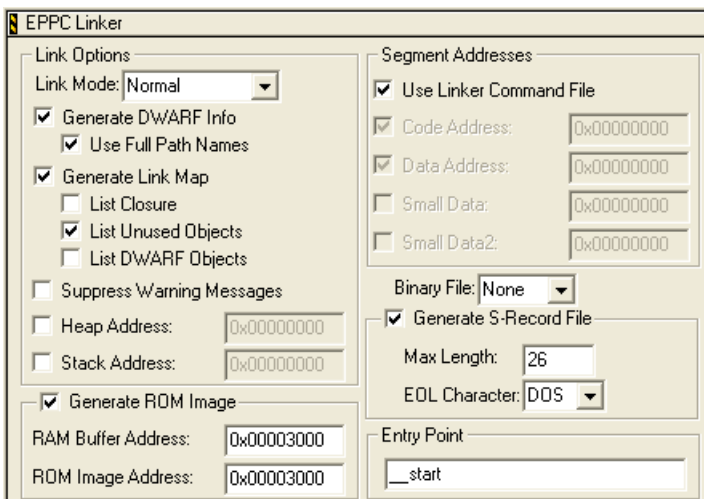 EPPC Linker
Link Options
Link Mode: Normal
Generate DWARF Info
Use Full Path Names
Generate Link Map
List Closure
List Unused Objects
List DWARF Objects
Suppress Warning Messages
Heap Address: 0x00000000
Stack Address: 0x00000000
Generate ROM Image
RAM Buffer Address: 0x00003000
ROM Image Address: 0x00003000
Segment Addresses
Use Linker Command File
Code Address: 0x00000000
Data Address: 0x00000000
Small Data: 0x00000000
Small Data2: 0x00000000
Binary File: None
Generate S-Record File
Max Length: 26
EOL Character: DOS
Entry Point
__start